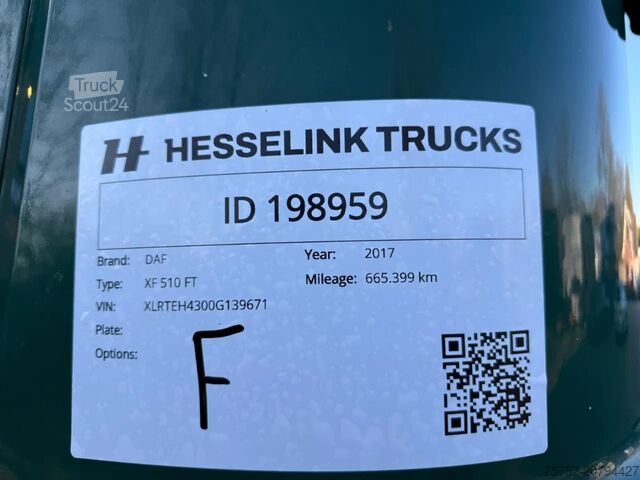 Truck
Scout24
H HESSELINK TRUCKS
ID 198959
Brand: DAF
Year: 2017
Type: XF 510 FT
Mileage: 665.399 km
VIN: XLRTEH4300G139671
Plate:
Options:
F